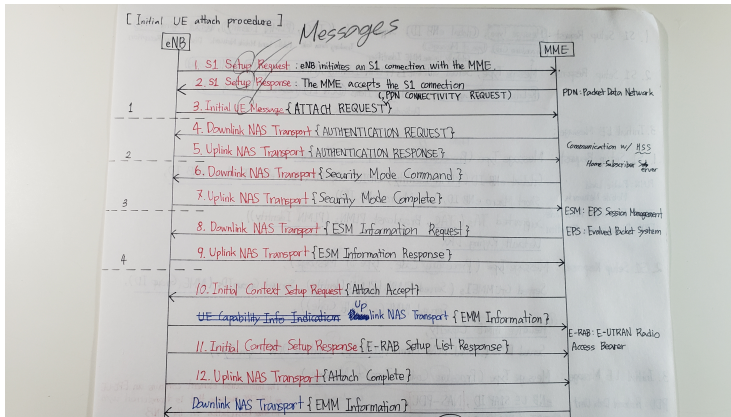 [ Initial UE attach procedure ]
Messages
eNB
MME
1. S1 Setup Request : eNB initiates an S1 connection with the MME.
2. S1 Setup Response : The MME accepts the S1 connection
PDN : Packet Data Network
(PDN CONNECTIVITY REQUEST)
1
3. Initial UE Message {ATTACH REQUEST}
4. Downlink NAS Transport {AUTHENTICATION REQUEST}
Communication w/ HSS
2
5. Uplink NAS Transport {AUTHENTICATION RESPONSE}
Home Subscriber Server
6. Downlink NAS Transport {Security Mode Command }
7. Uplink NAS Transport {Security Mode Complete}
3
ESM : EPS Session Management
8. Downlink NAS Transport { ESM Information Request}
EPS : Evolved Packet System
9. Uplink NAS Transport {ESM Information Response}
4
10. Initial Context Setup Request {Attach Accept}
Up
UE Capability Info Indication link NAS Transport { EMM Information}
E-RAB : E-UTRAN Radio
Access Bearer
11. Initial Context Setup Response {E-RAB Setup List Response}
12. Uplink NAS Transport {Attach Complete}
Downlink NAS Transport { EMM Information}